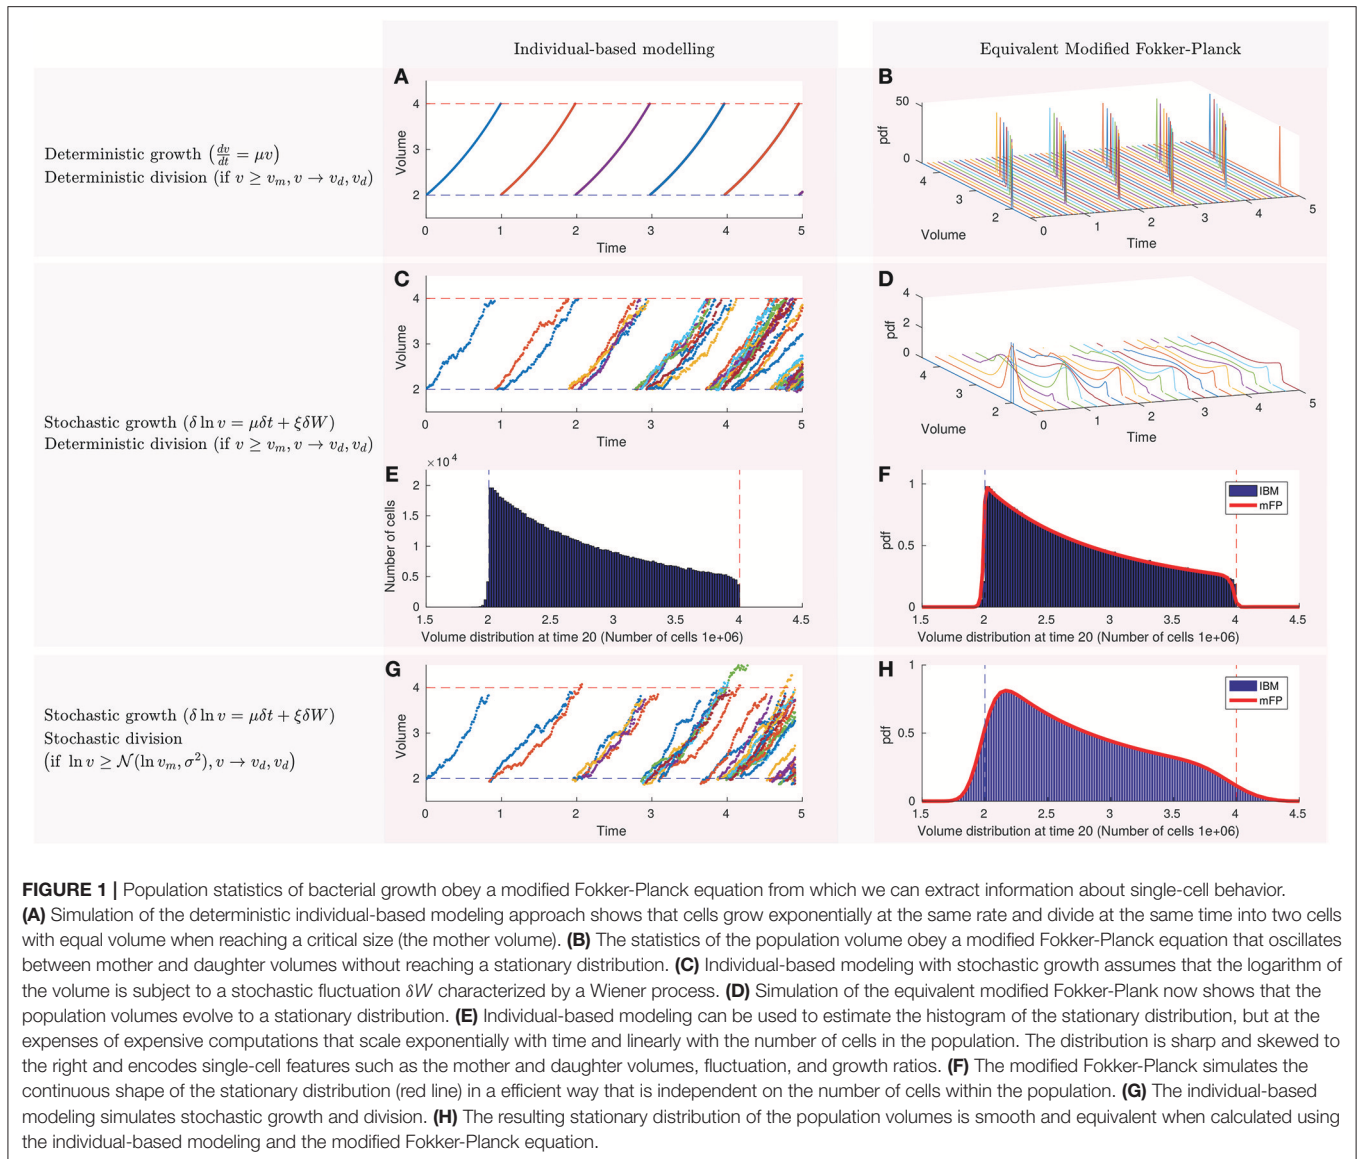 Individual-based modelling
Equivalent Modified Fokker-Planck
Deterministic growth (dv/dt = μv)
Deterministic division (if v ≥ v_m, v → v_d, v_d)
A
Volume
4
3
2
0 1 2 3 4 5
Time
B
pdf
50
0
4
3
2
Volume
0 1 2 3 4 5
Time
Stochastic growth (δ ln v = μδt + ξδW)
Deterministic division (if v ≥ v_m, v → v_d, v_d)
C
Volume
4
3
2
0 1 2 3 4 5
Time
D
pdf
4
2
0
4
3
2
Volume
0 1 2 3 4 5
Time
E
×10^4
Number of cells
2
1.5
1
0.5
0
1.5 2 2.5 3 3.5 4 4.5
Volume distribution at time 20 (Number of cells 1e+06)
F
pdf
1
0.5
0
IBM
mFP
1.5 2 2.5 3 3.5 4 4.5
Volume distribution at time 20 (Number of cells 1e+06)
Stochastic growth (δ ln v = μδt + ξδW)
Stochastic division
(if ln v ≥ 𝒩(ln v_m, σ²), v → v_d, v_d)
G
Volume
4
3
2
0 1 2 3 4 5
Time
H
pdf
1
0.5
0
IBM
mFP
1.5 2 2.5 3 3.5 4 4.5
Volume distribution at time 20 (Number of cells 1e+06)
FIGURE 1 | Population statistics of bacterial growth obey a modified Fokker-Planck equation from which we can extract information about single-cell behavior.
(A) Simulation of the deterministic individual-based modeling approach shows that cells grow exponentially at the same rate and divide at the same time into two cells
with equal volume when reaching a critical size (the mother volume). (B) The statistics of the population volume obey a modified Fokker-Planck equation that oscillates
between mother and daughter volumes without reaching a stationary distribution. (C) Individual-based modeling with stochastic growth assumes that the logarithm of
the volume is subject to a stochastic fluctuation δW characterized by a Wiener process. (D) Simulation of the equivalent modified Fokker-Plank now shows that the
population volumes evolve to a stationary distribution. (E) Individual-based modeling can be used to estimate the histogram of the stationary distribution, but at the
expenses of expensive computations that scale exponentially with time and linearly with the number of cells in the population. The distribution is sharp and skewed to
the right and encodes single-cell features such as the mother and daughter volumes, fluctuation, and growth ratios. (F) The modified Fokker-Planck simulates the
continuous shape of the stationary distribution (red line) in a efficient way that is independent on the number of cells within the population. (G) The individual-based
modeling simulates stochastic growth and division. (H) The resulting stationary distribution of the population volumes is smooth and equivalent when calculated using
the individual-based modeling and the modified Fokker-Planck equation.